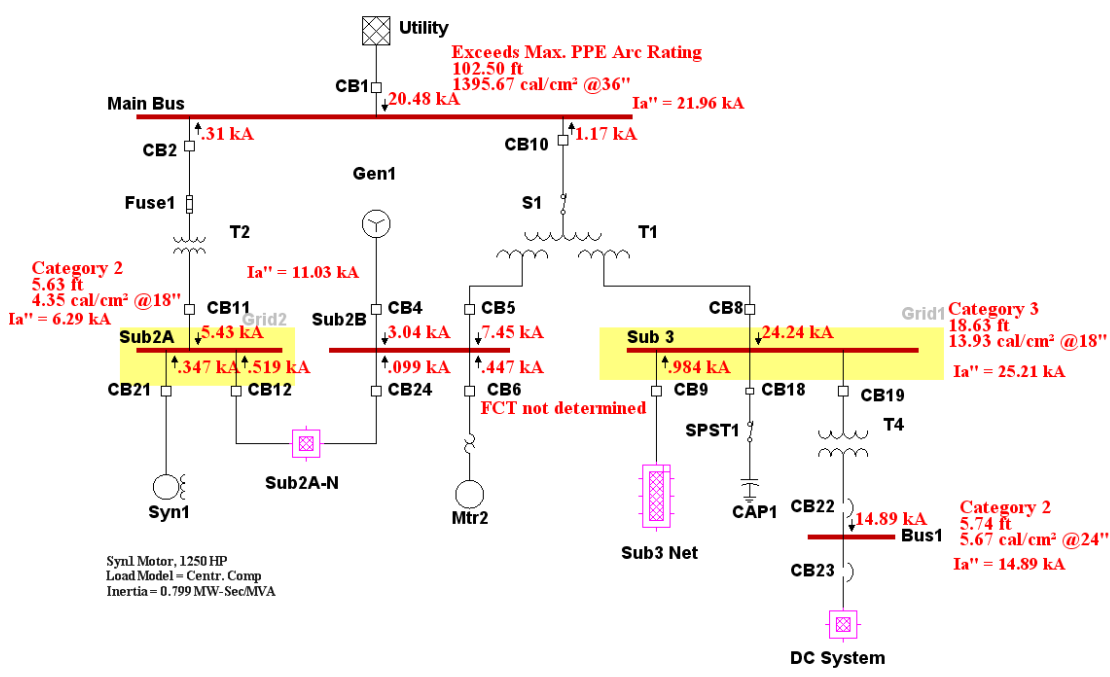 Utility
Exceeds Max. PPE Arc Rating
102.50 ft
1395.67 cal/cm² @36"
CB1
20.48 kA
Main Bus
Ia" = 21.96 kA
.31 kA
1.17 kA
CB2
CB10
Gen1
Fuse1
S1
T2
T1
Category 2
5.63 ft
4.35 cal/cm² @18"
Ia" = 6.29 kA
Ia" = 11.03 kA
CB11
CB4
CB5
CB8
Grid2
Grid1
Category 3
18.63 ft
13.93 cal/cm² @18"
Ia" = 25.21 kA
Sub2A
5.43 kA
Sub2B
3.04 kA
7.45 kA
Sub 3
24.24 kA
.347 kA
.519 kA
.099 kA
.447 kA
.984 kA
CB21
CB12
CB24
CB6
CB9
CB18
CB19
FCT not determined
SPST1
T4
Sub2A-N
Syn1
Mtr2
Sub3 Net
CAP1
CB22
14.89 kA
Bus1
Category 2
5.74 ft
5.67 cal/cm² @24"
Ia" = 14.89 kA
CB23
Syn1 Motor, 1250 HP
Load Model = Centr. Comp
Inertia = 0.799 MW-Sec/MVA
DC System